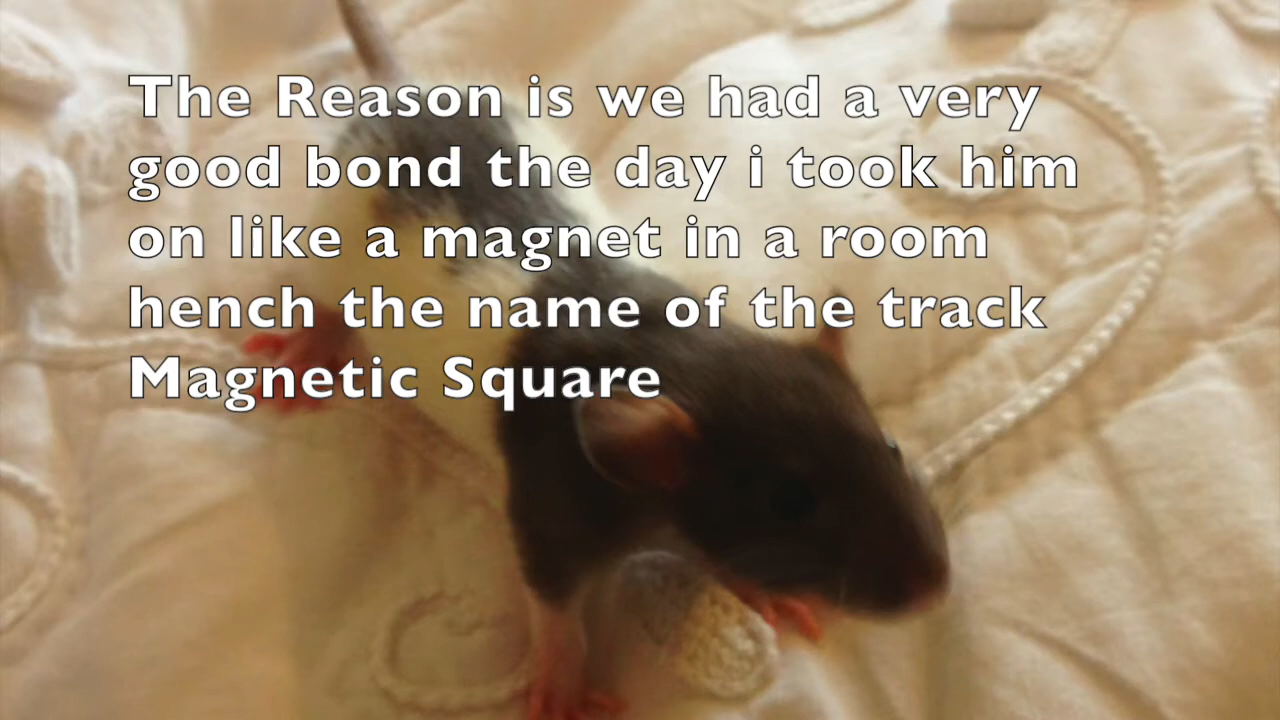 The Reason is we had a very
good bond the day i took him
on like a magnet in a room
hench the name of the track
Magnetic Square